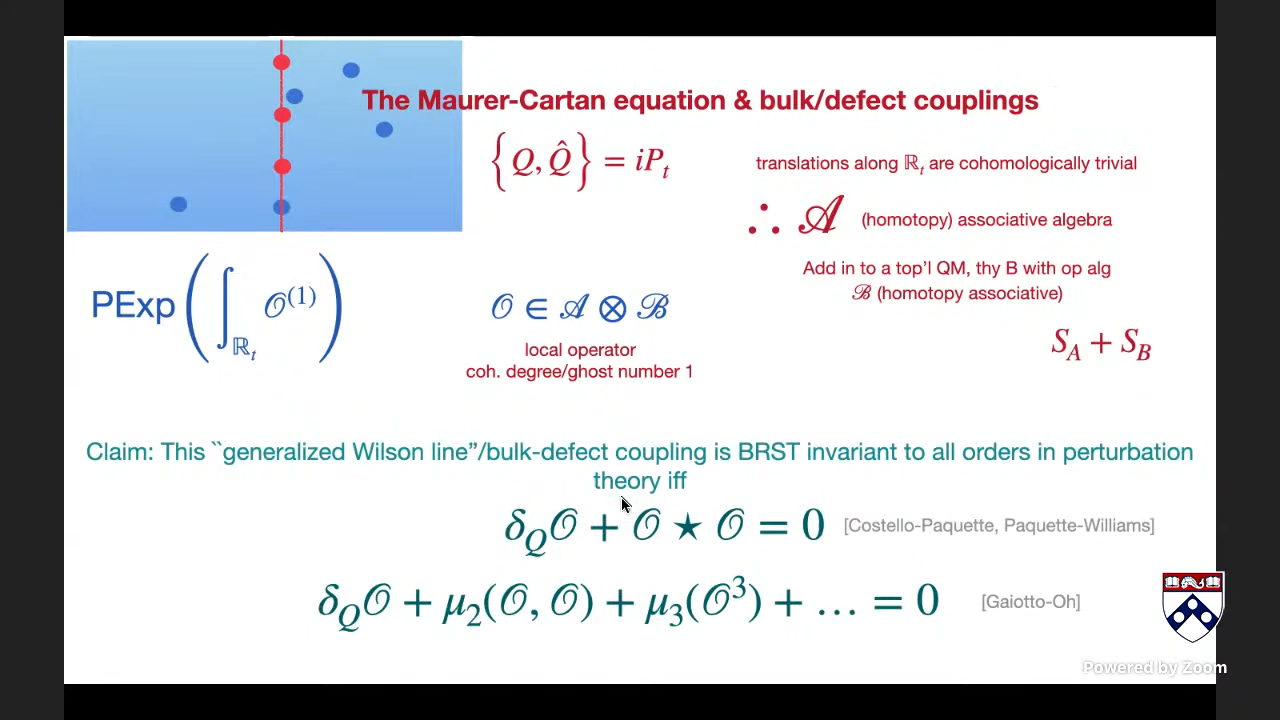 The Maurer-Cartan equation & bulk/defect couplings
{Q, Q̂} = iP_t
translations along ℝ_t are cohomologically trivial
∴ 𝒜 (homotopy) associative algebra
Add in to a top'l QM, thy B with op alg
ℬ (homotopy associative)
PExp(∫_{ℝ_t} 𝒪^{(1)})
𝒪 ∈ 𝒜 ⊗ ℬ
local operator
coh. degree/ghost number 1
S_A + S_B
Claim: This ``generalized Wilson line”/bulk-defect coupling is BRST invariant to all orders in perturbation
theory iff
δ_Q𝒪 + 𝒪 ★ 𝒪 = 0 [Costello-Paquette, Paquette-Williams]
δ_Q𝒪 + μ_2(𝒪, 𝒪) + μ_3(𝒪^3) + … = 0 [Gaiotto-Oh]
Powered by Zoom